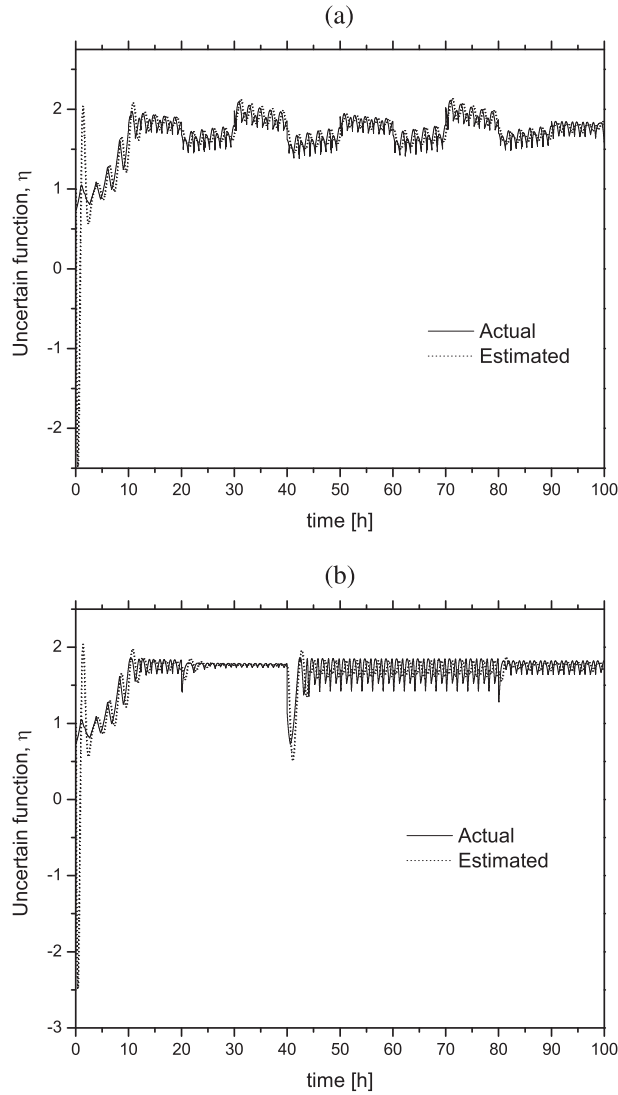 (a)
2
1
0
-1
-2
Uncertain function, η
Actual
Estimated
0 10 20 30 40 50 60 70 80 90 100
time [h]
(b)
2
1
0
-1
-2
-3
Uncertain function, η
Actual
Estimated
0 10 20 30 40 50 60 70 80 90 100
time [h]